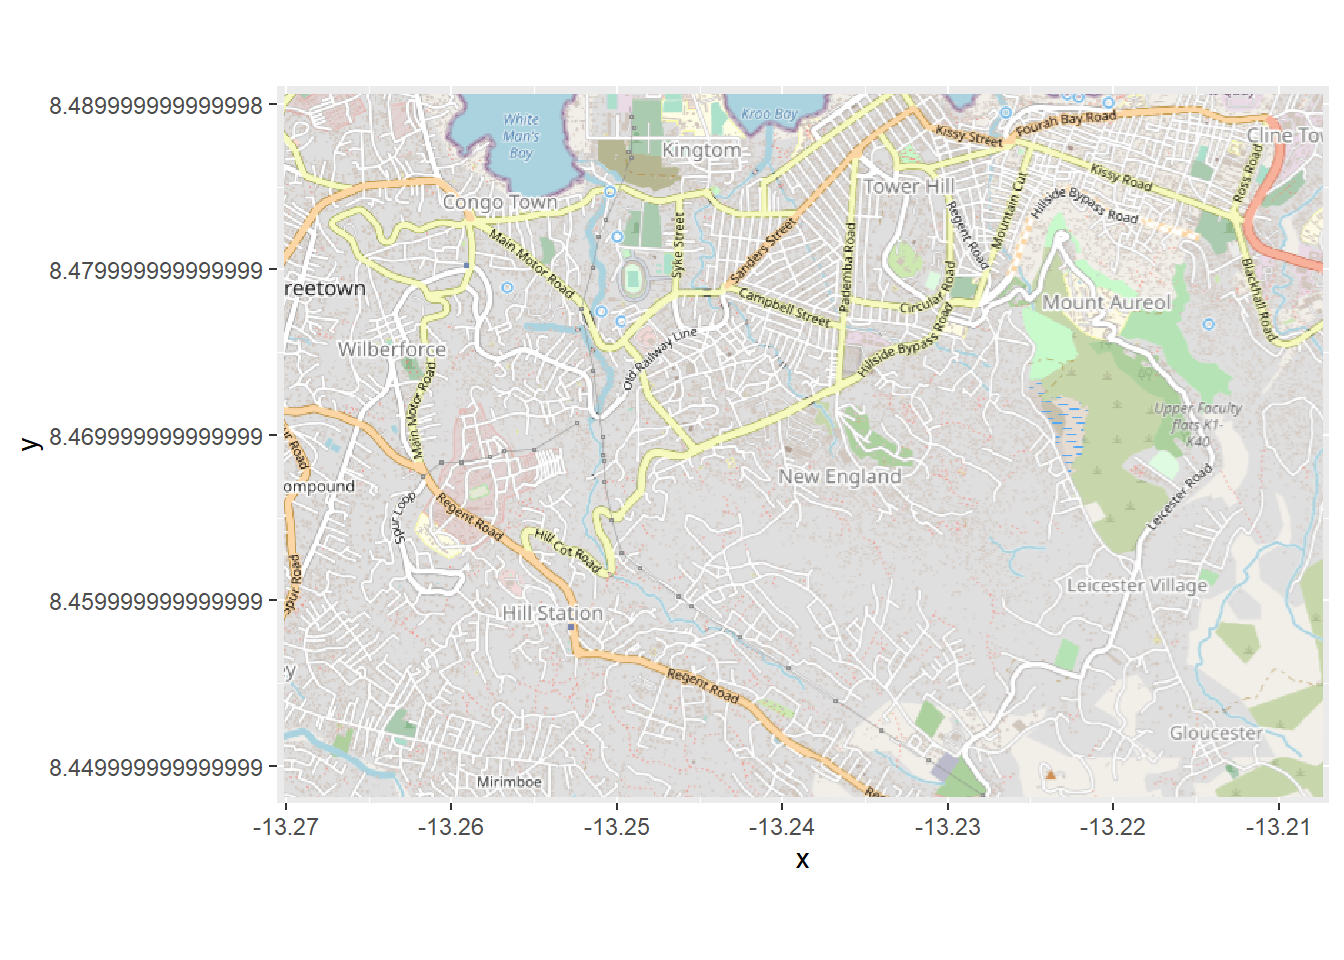 8.489999999999998
8.479999999999999
8.469999999999999
8.459999999999999
8.449999999999999
y
White
Man's
Bay
Kroo Bay
Kingtom
Kissy Street
Fourah Bay Road
Cline To
Congo Town
Tower Hill
Kissy Road
Ross Road
Mountain Cut
Hillside Bypass Road
Regent Road
Main Motor Road
Syke Street
Sanders Street
Pademba Road
Circular Road
Campbell Street
Blackhall Road
reetown
Mount Aureol
Wilberforce
Old Railway Line
Hillside Bypass Road
Main Motor Road
Upper Faculty
flats K1-
K40
ur Road
New England
ompound
Spur Loop
Regent Road
Leicester Road
Hill Cot Road
pur Road
Leicester Village
Hill Station
ey
Regent Road
Gloucester
Mirimboe
Re
-13.27
-13.26
-13.25
-13.24
-13.23
-13.22
-13.21
x